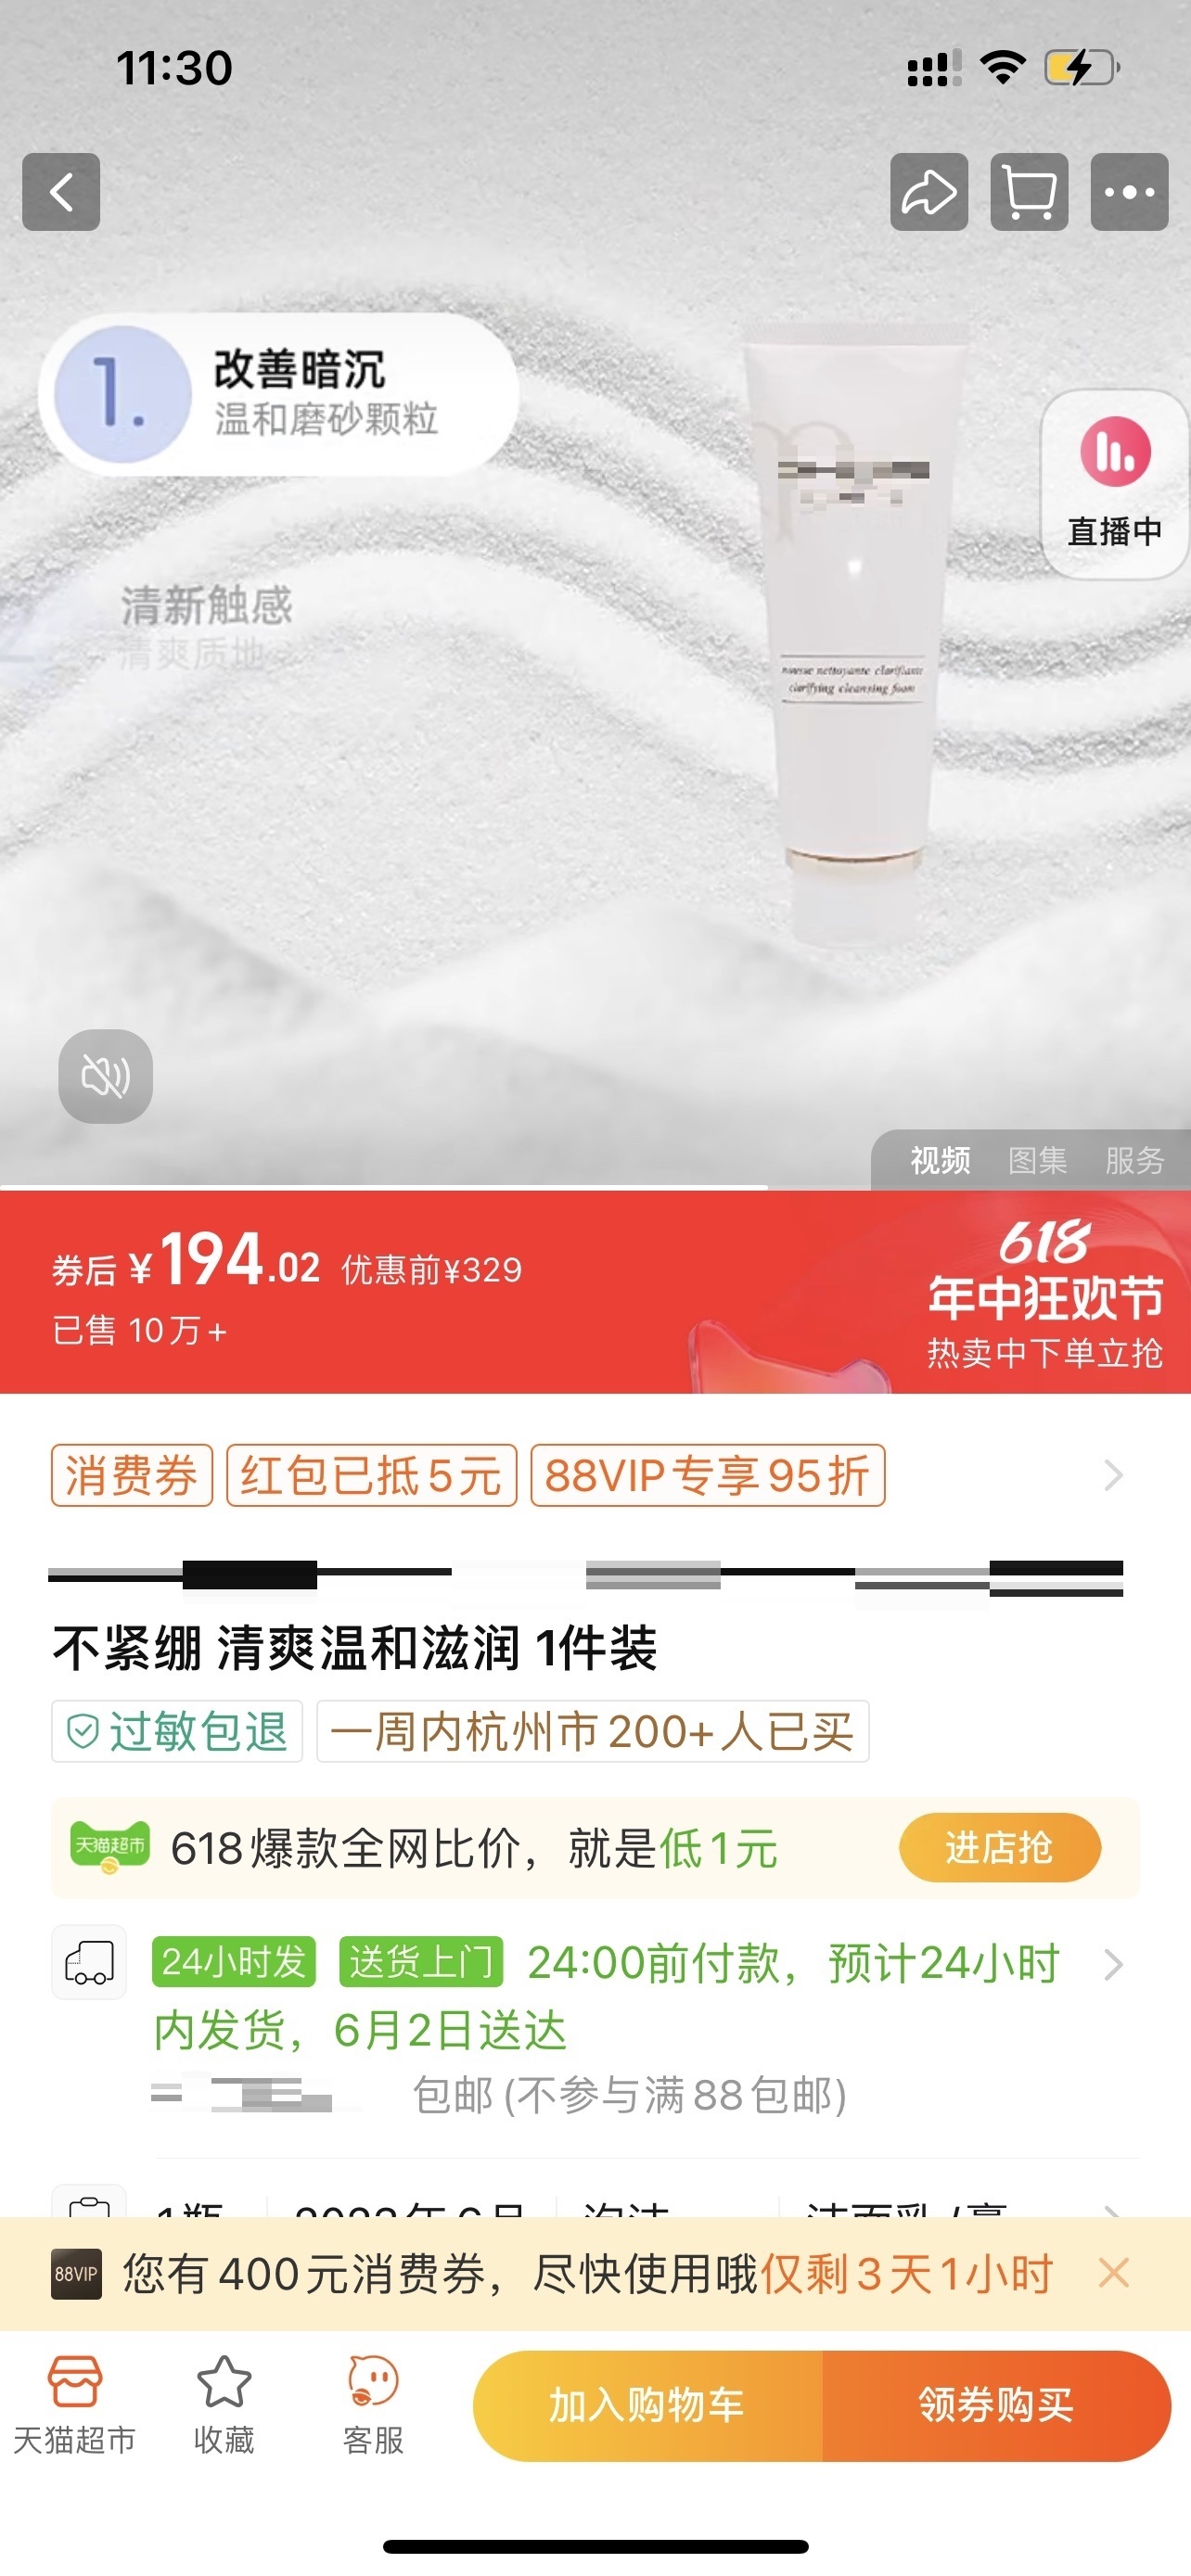 11:30
1.
改善暗沉
温和磨砂颗粒
直播中
清新触感
清爽质地
mousse nettoyante clarifiante
clarifying cleansing foam
视频 图集 服务
券后 ¥194.02 优惠前¥329
已售 10万+
618
年中狂欢节
热卖中下单立抢
消费券 红包已抵5元 88VIP专享95折
不紧绷 清爽温和滋润 1件装
过敏包退 一周内杭州市200+人已买
天猫超市 618爆款全网比价，就是低1元 进店抢
24小时发 送货上门 24:00前付款，预计24小时
内发货，6月2日送达
包邮 (不参与满88包邮)
88VIP 您有400元消费券，尽快使用哦仅剩3天1小时
天猫超市 收藏 客服 加入购物车 领券购买